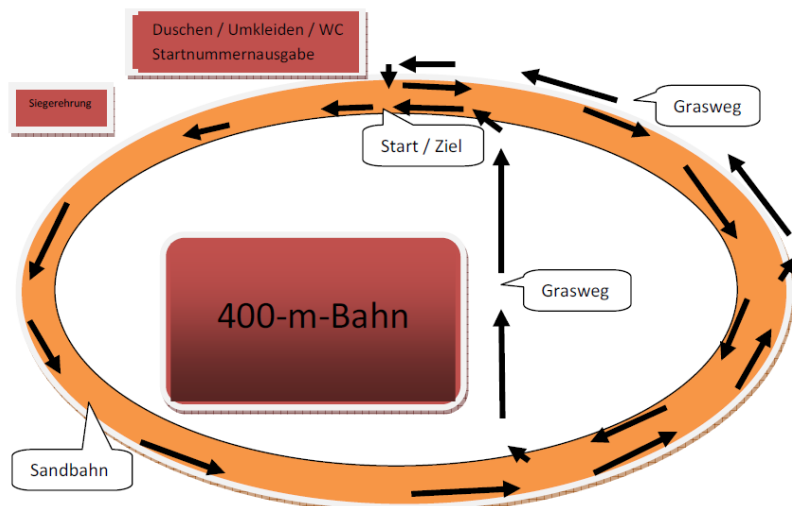 Duschen / Umkleiden / WC
Startnummernausgabe
Siegerehrung
Grasweg
Start / Ziel
Grasweg
400-m-Bahn
Sandbahn